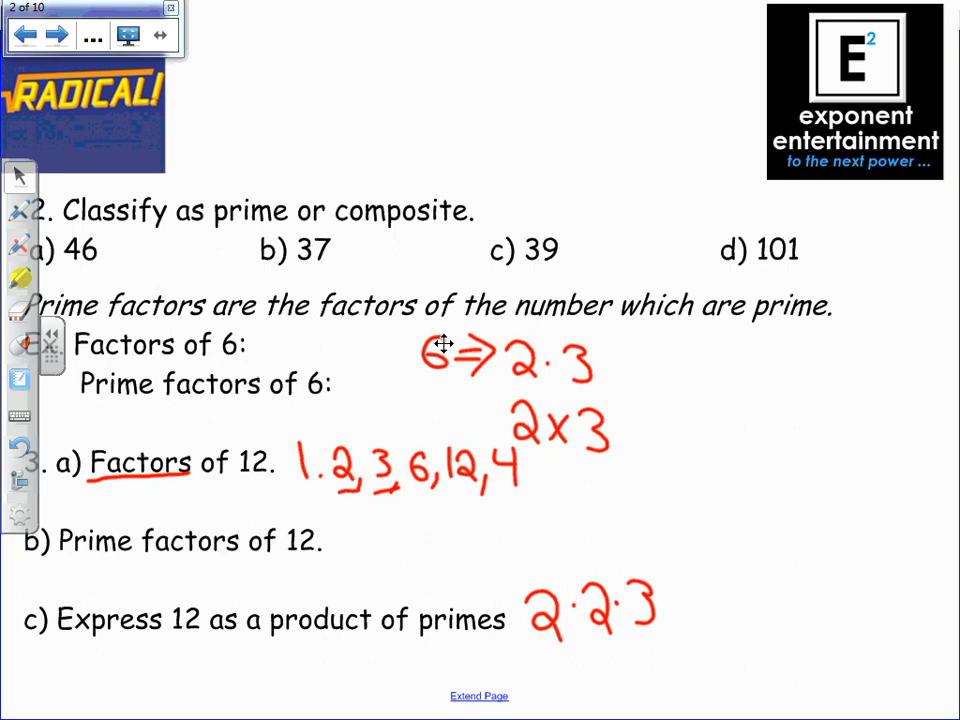 2 of 10
...
RADICAL!
E²
exponent
entertainment
to the next power ...
2. Classify as prime or composite.
a) 46 b) 37 c) 39 d) 101
Prime factors are the factors of the number which are prime.
Ex. Factors of 6: 6 ⇒ 2 · 3
Prime factors of 6:
2 x 3
3. a) Factors of 12. 1. 2, 3, 6, 12, 4
b) Prime factors of 12.
c) Express 12 as a product of primes 2 · 2 · 3
Extend Page